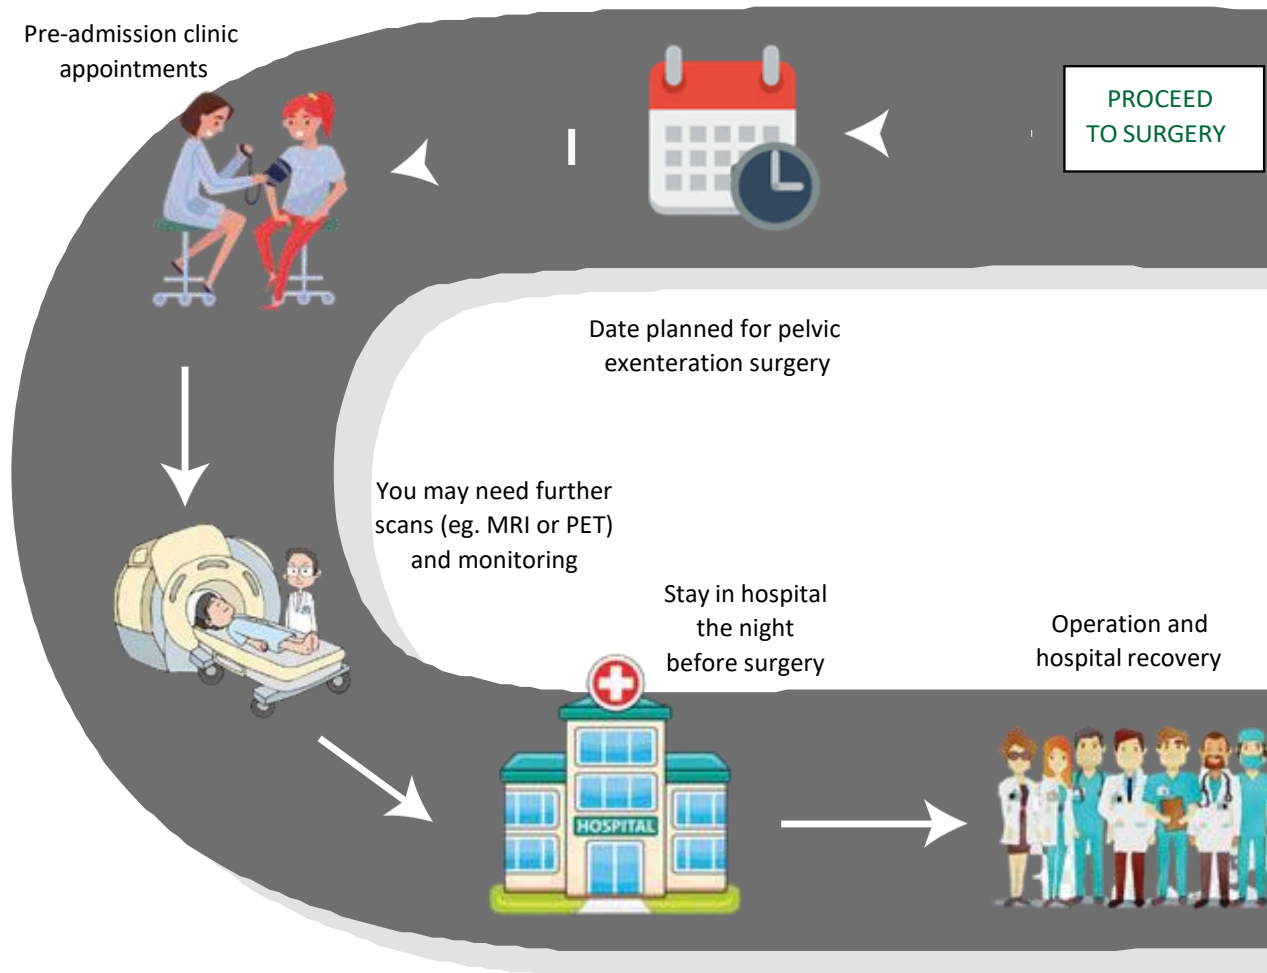 Pre-admission clinic
appointments
PROCEED
TO SURGERY
Date planned for pelvic
exenteration surgery
You may need further
scans (eg. MRI or PET)
and monitoring
Stay in hospital
the night
before surgery
Operation and
hospital recovery
HOSPITAL